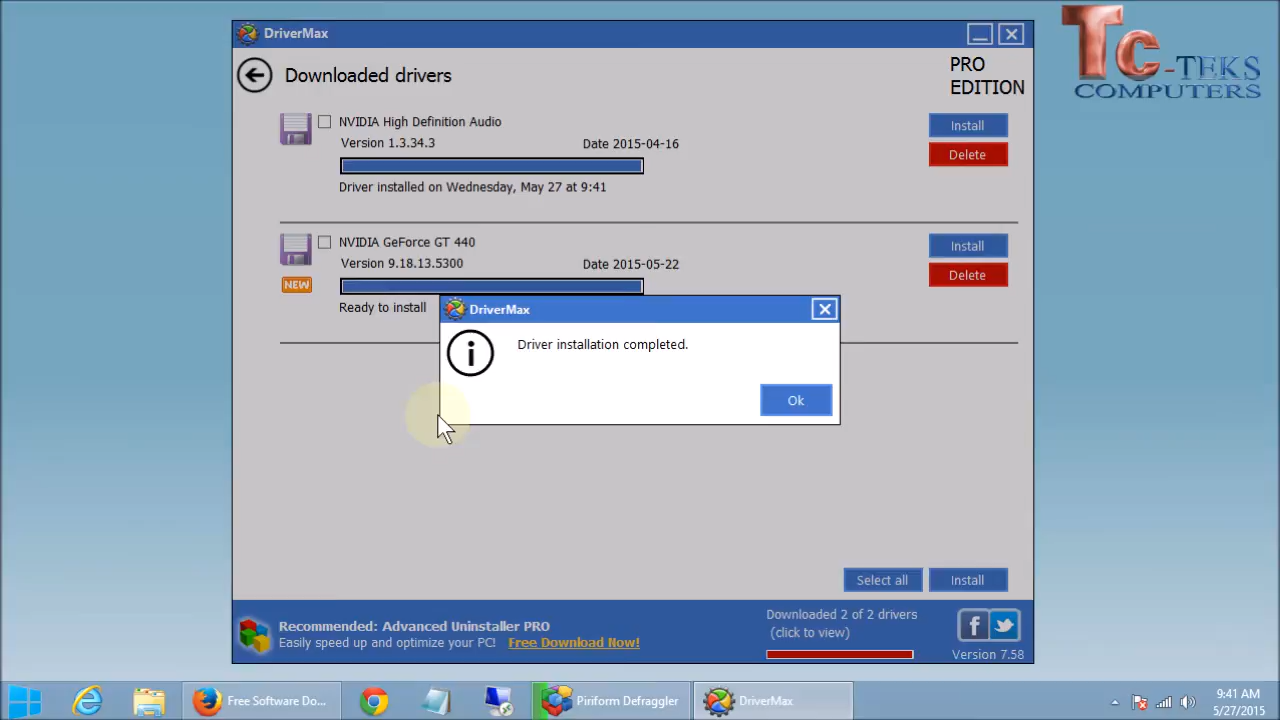 DriverMax
Tc-TEKS
COMPUTERS
Downloaded drivers
PRO
EDITION
NVIDIA High Definition Audio
Version 1.3.34.3
Date 2015-04-16
Driver installed on Wednesday, May 27 at 9:41
Install
Delete
NVIDIA GeForce GT 440
Version 9.18.13.5300
Date 2015-05-22
NEW
Ready to install
Install
Delete
DriverMax
Driver installation completed.
Ok
Select all
Install
Recommended: Advanced Uninstaller PRO
Easily speed up and optimize your PC! Free Download Now!
Downloaded 2 of 2 drivers
(click to view)
Version 7.58
Free Software Do...
Piriform Defraggler
DriverMax
9:41 AM
5/27/2015